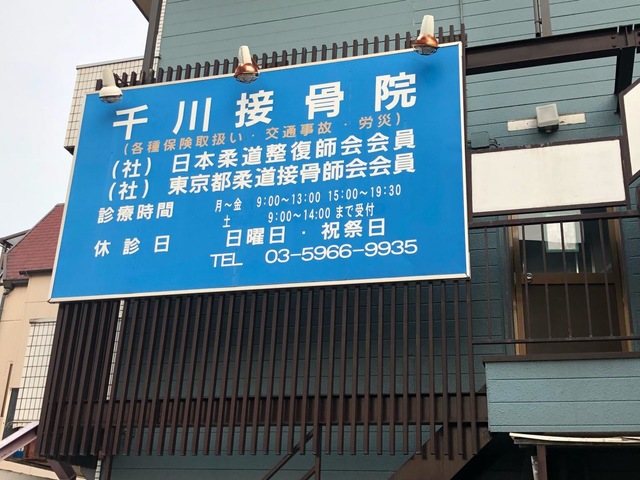 千川接骨院
(各種保険取扱い・交通事故・労災)
(社) 日本柔道整復師会会員
(社) 東京都柔道接骨師会会員
診療時間 月～金 9:00～13:00 15:00～19:30
土 9:00～14:00 まで受付
休診日 日曜日・祝祭日
TEL 03-5966-9935